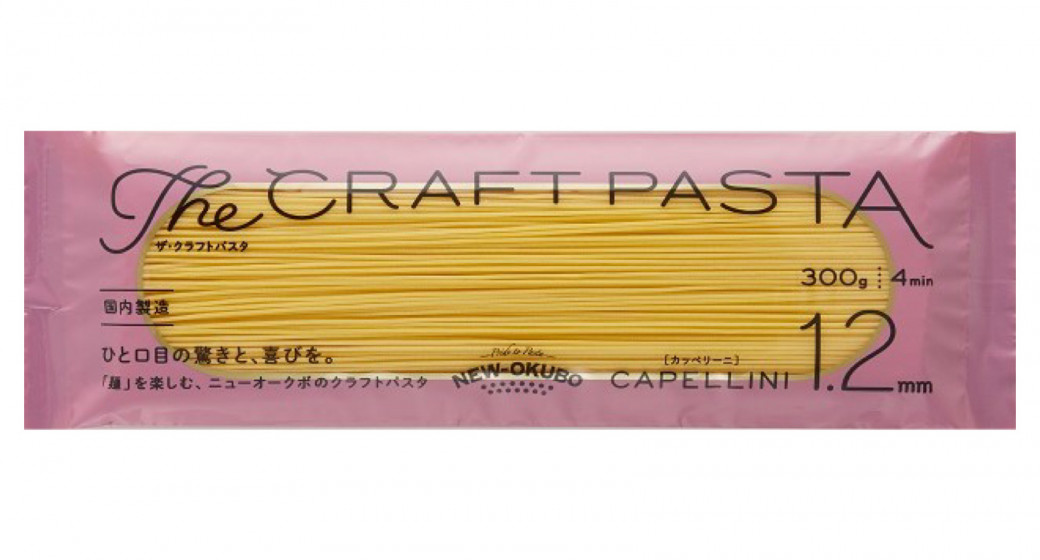 The CRAFT PASTA
ザ・クラフトパスタ
300g
4min
国内製造
1.2mm
ひと口目の驚きと、喜びを。
「麺」を楽しむ、ニューオークボのクラフトパスタ
Pride to Pasta
NEW-OKUBO
[カッペリーニ]
CAPELLINI